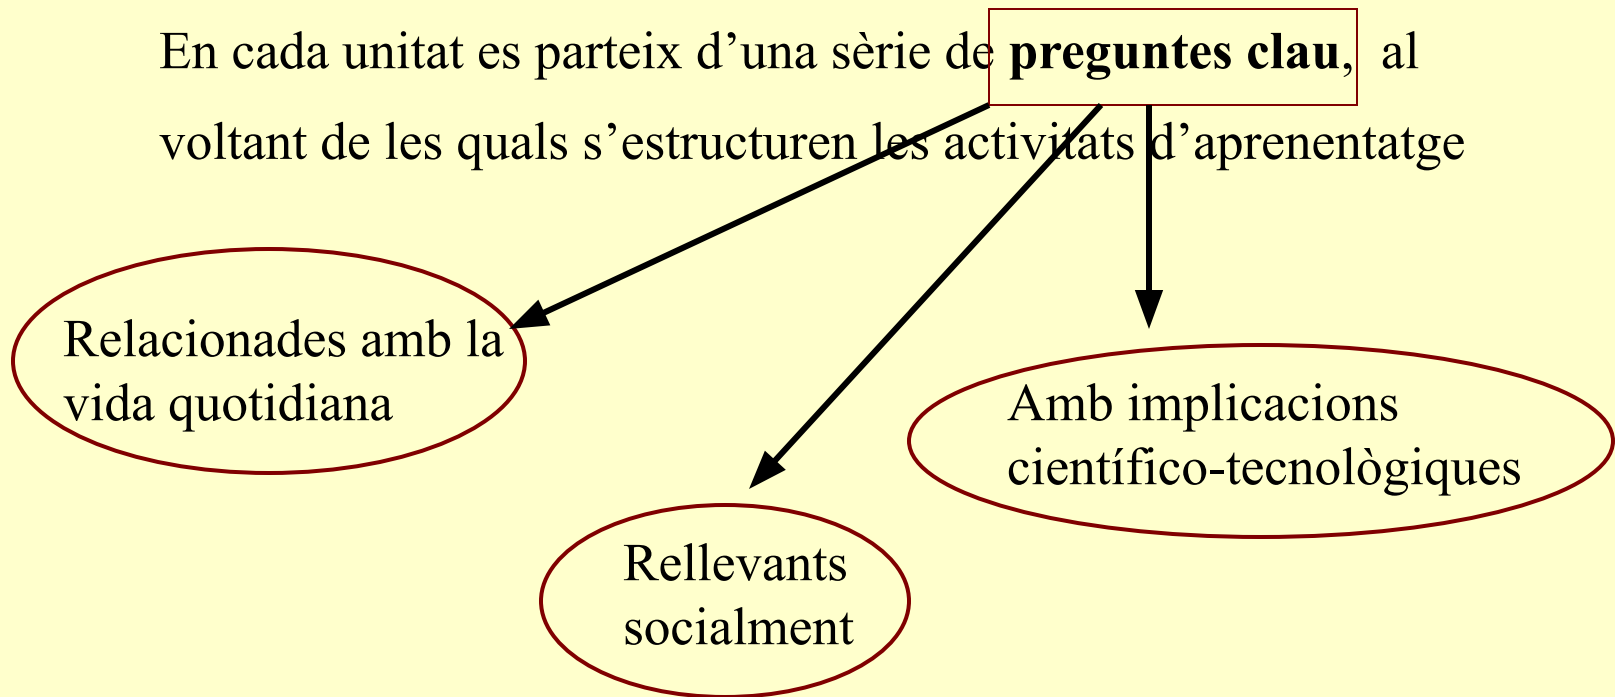 En cada unitat es parteix d’una sèrie de preguntes clau, al
voltant de les quals s’estructuren les activitats d’aprenentatge
Relacionades amb la
vida quotidiana
Amb implicacions
científico-tecnològiques
Rellevants
socialment